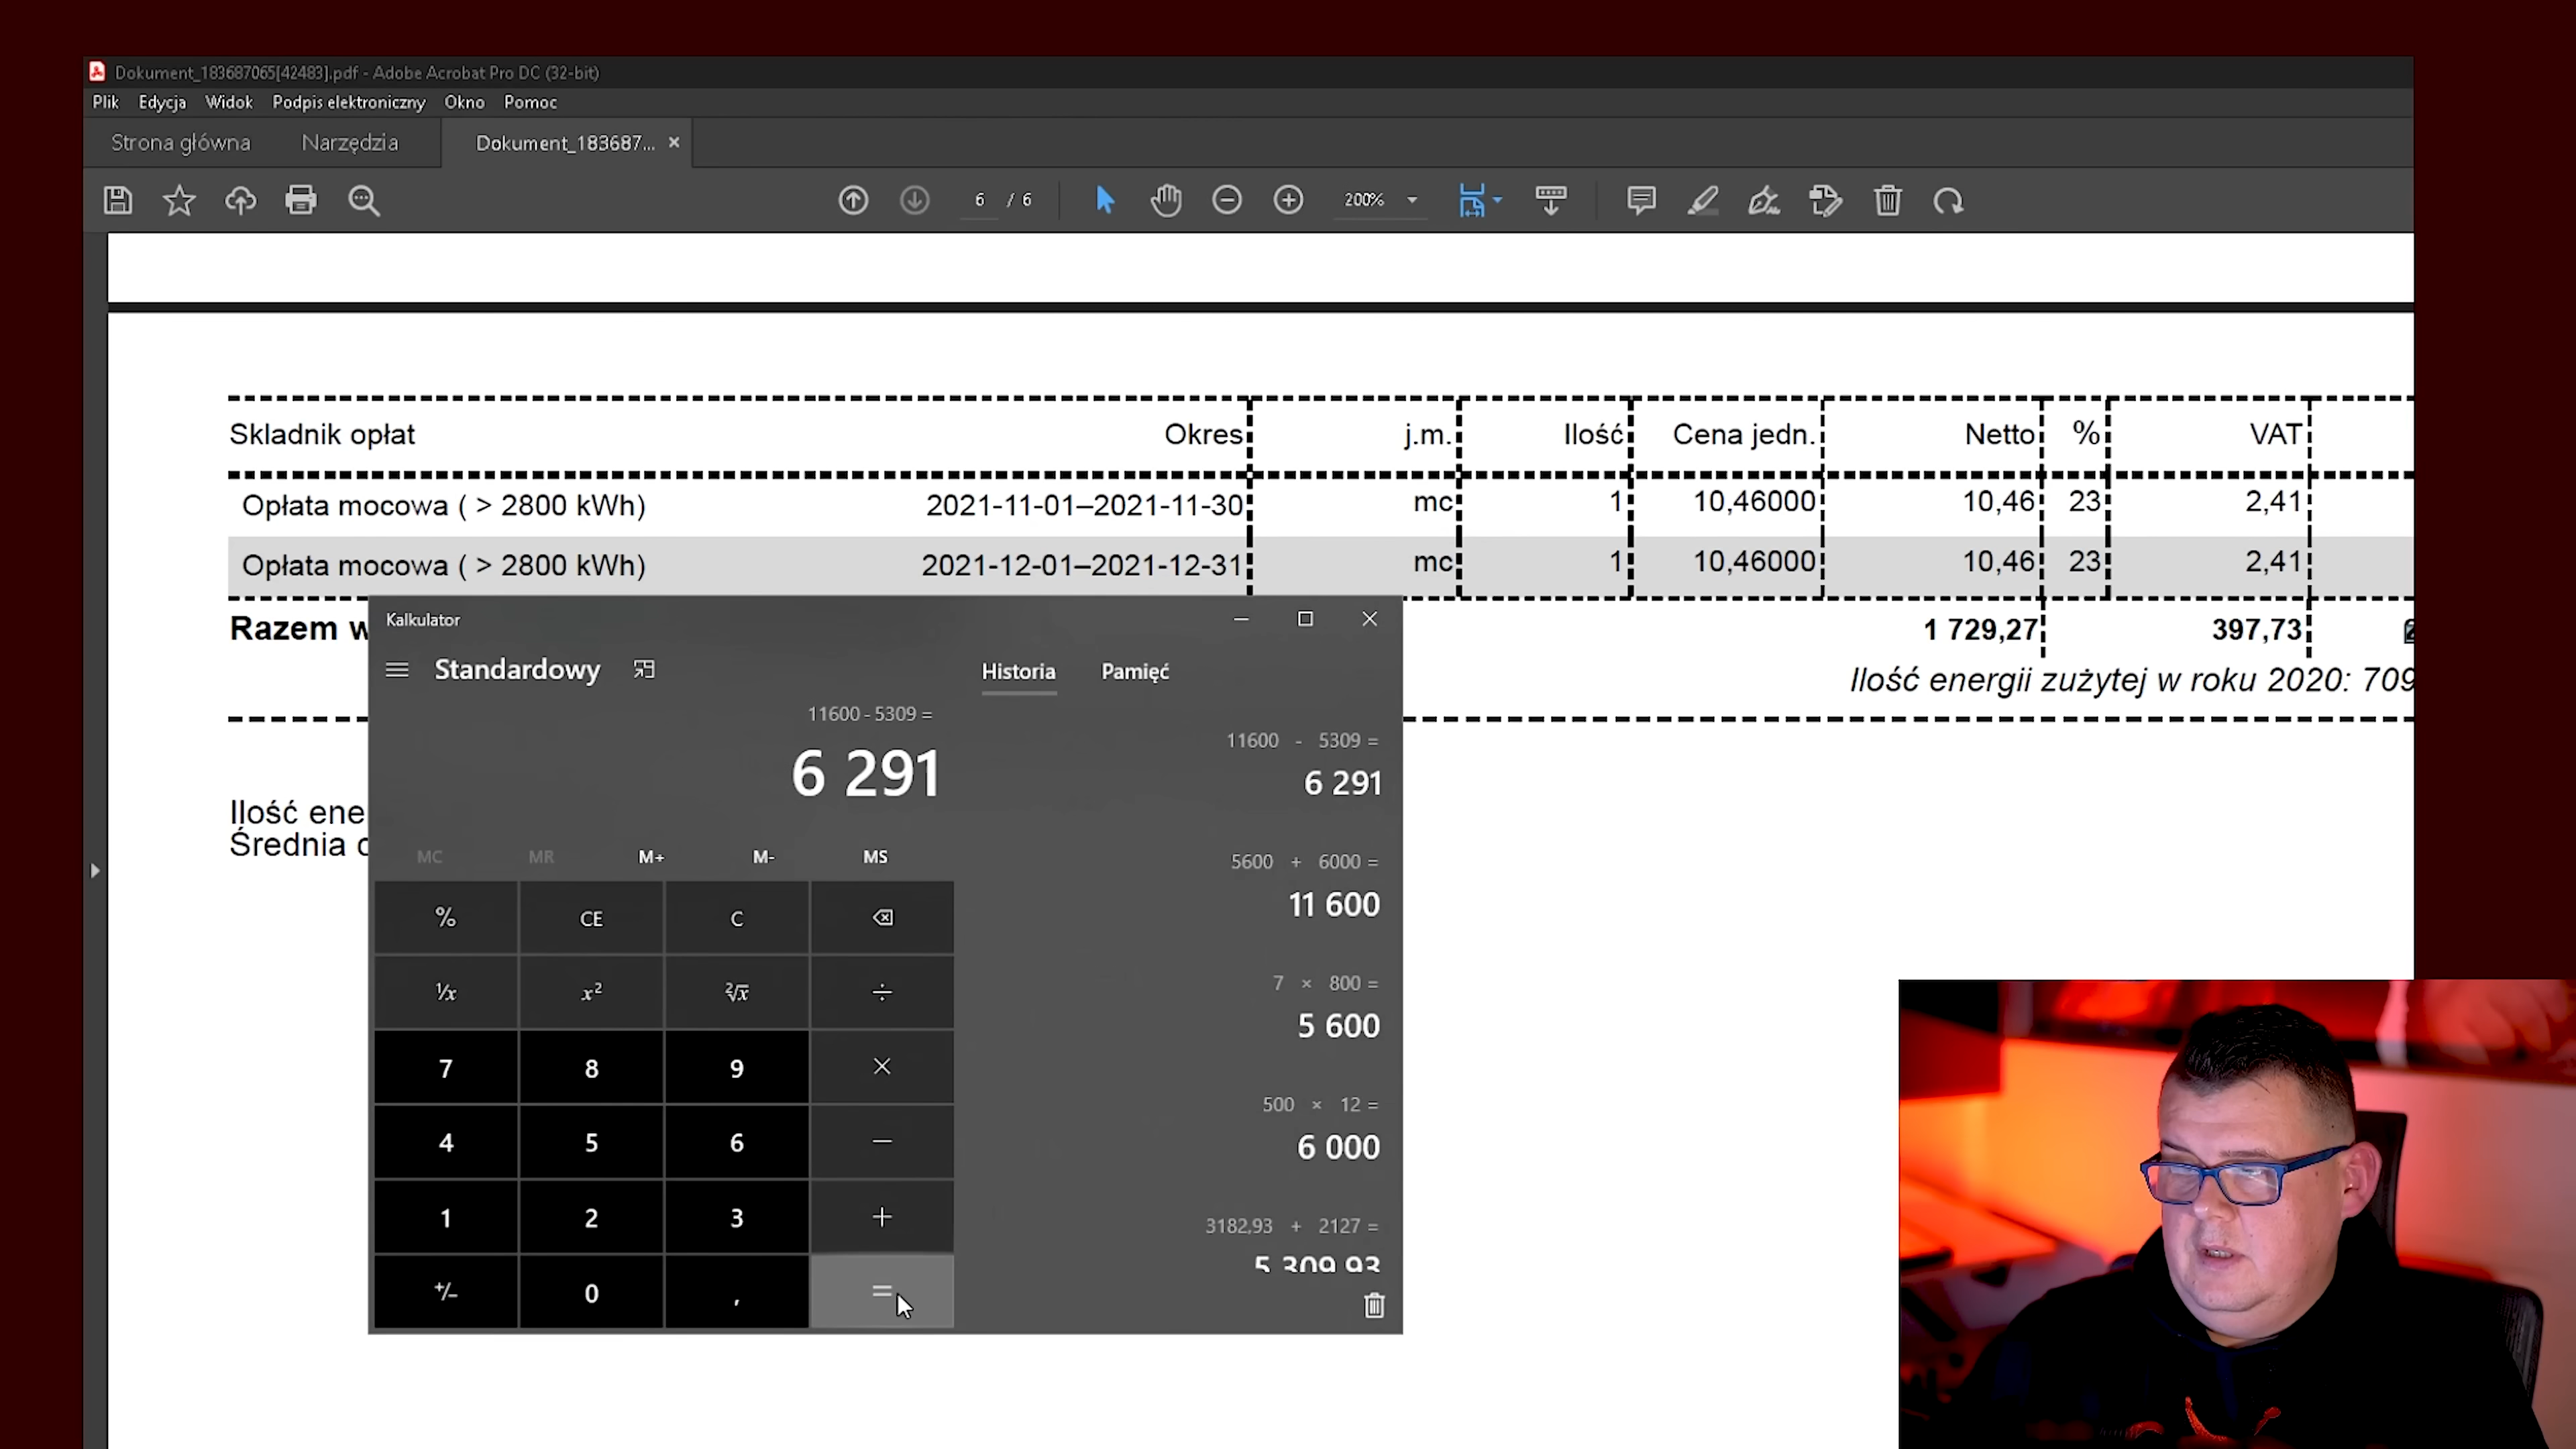 Dokument_183687065[42483].pdf - Adobe Acrobat Pro DC (32-bit)
Plik Edycja Widok Podpis elektroniczny Okno Pomoc
Strona główna Narzędzia Dokument_183687... ×
6 / 6 200%
Skladnik opłat Okres j.m. Ilość Cena jedn. Netto % VAT
Opłata mocowa ( > 2800 kWh) 2021-11-01–2021-11-30 mc 1 10,46000 10,46 23 2,41
Opłata mocowa ( > 2800 kWh) 2021-12-01–2021-12-31 mc 1 10,46000 10,46 23 2,41
Razem w 1 729,27 397,73
Ilość energii zużytej w roku 2020: 709
Ilość ene
Średnia c
Kalkulator
Standardowy
Historia Pamięć
11600 - 5309 =
6 291
MC MR M+ M- MS
% CE C
¹/x x² ²√x ÷
7 8 9 ×
4 5 6 −
1 2 3 +
+/− 0 , =
11600 - 5309 =
6 291
5600 + 6000 =
11 600
7 × 800 =
5 600
500 × 12 =
6 000
3182,93 + 2127 =
5 309,93